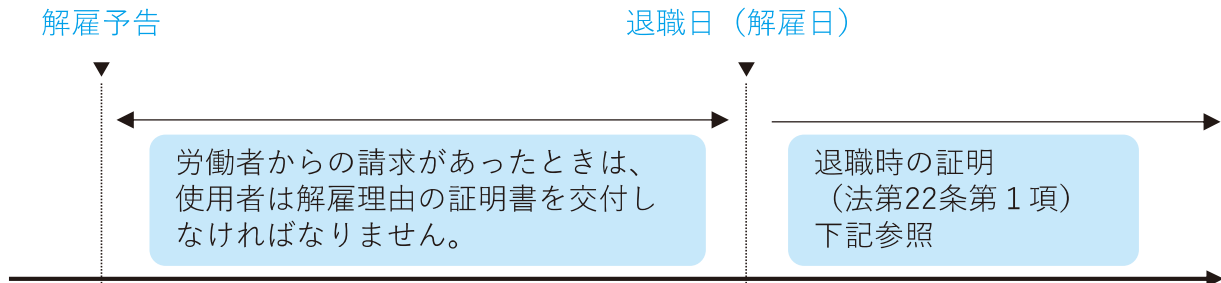 解雇予告
退職日（解雇日）
労働者からの請求があったときは、
使用者は解雇理由の証明書を交付し
なければなりません。
退職時の証明
（法第22条第１項）
下記参照